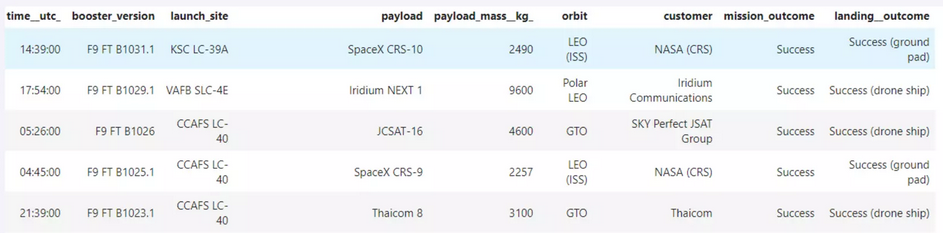 time__utc_ booster_version launch_site payload payload_mass__kg_ orbit customer mission_outcome landing__outcome
14:39:00 F9 FT B1031.1 KSC LC-39A SpaceX CRS-10 2490 LEO (ISS) NASA (CRS) Success Success (ground pad)
17:54:00 F9 FT B1029.1 VAFB SLC-4E Iridium NEXT 1 9600 Polar LEO Iridium Communications Success Success (drone ship)
05:26:00 F9 FT B1026 CCAFS LC-40 JCSAT-16 4600 GTO SKY Perfect JSAT Group Success Success (drone ship)
04:45:00 F9 FT B1025.1 CCAFS LC-40 SpaceX CRS-9 2257 LEO (ISS) NASA (CRS) Success Success (ground pad)
21:39:00 F9 FT B1023.1 CCAFS LC-40 Thaicom 8 3100 GTO Thaicom Success Success (drone ship)